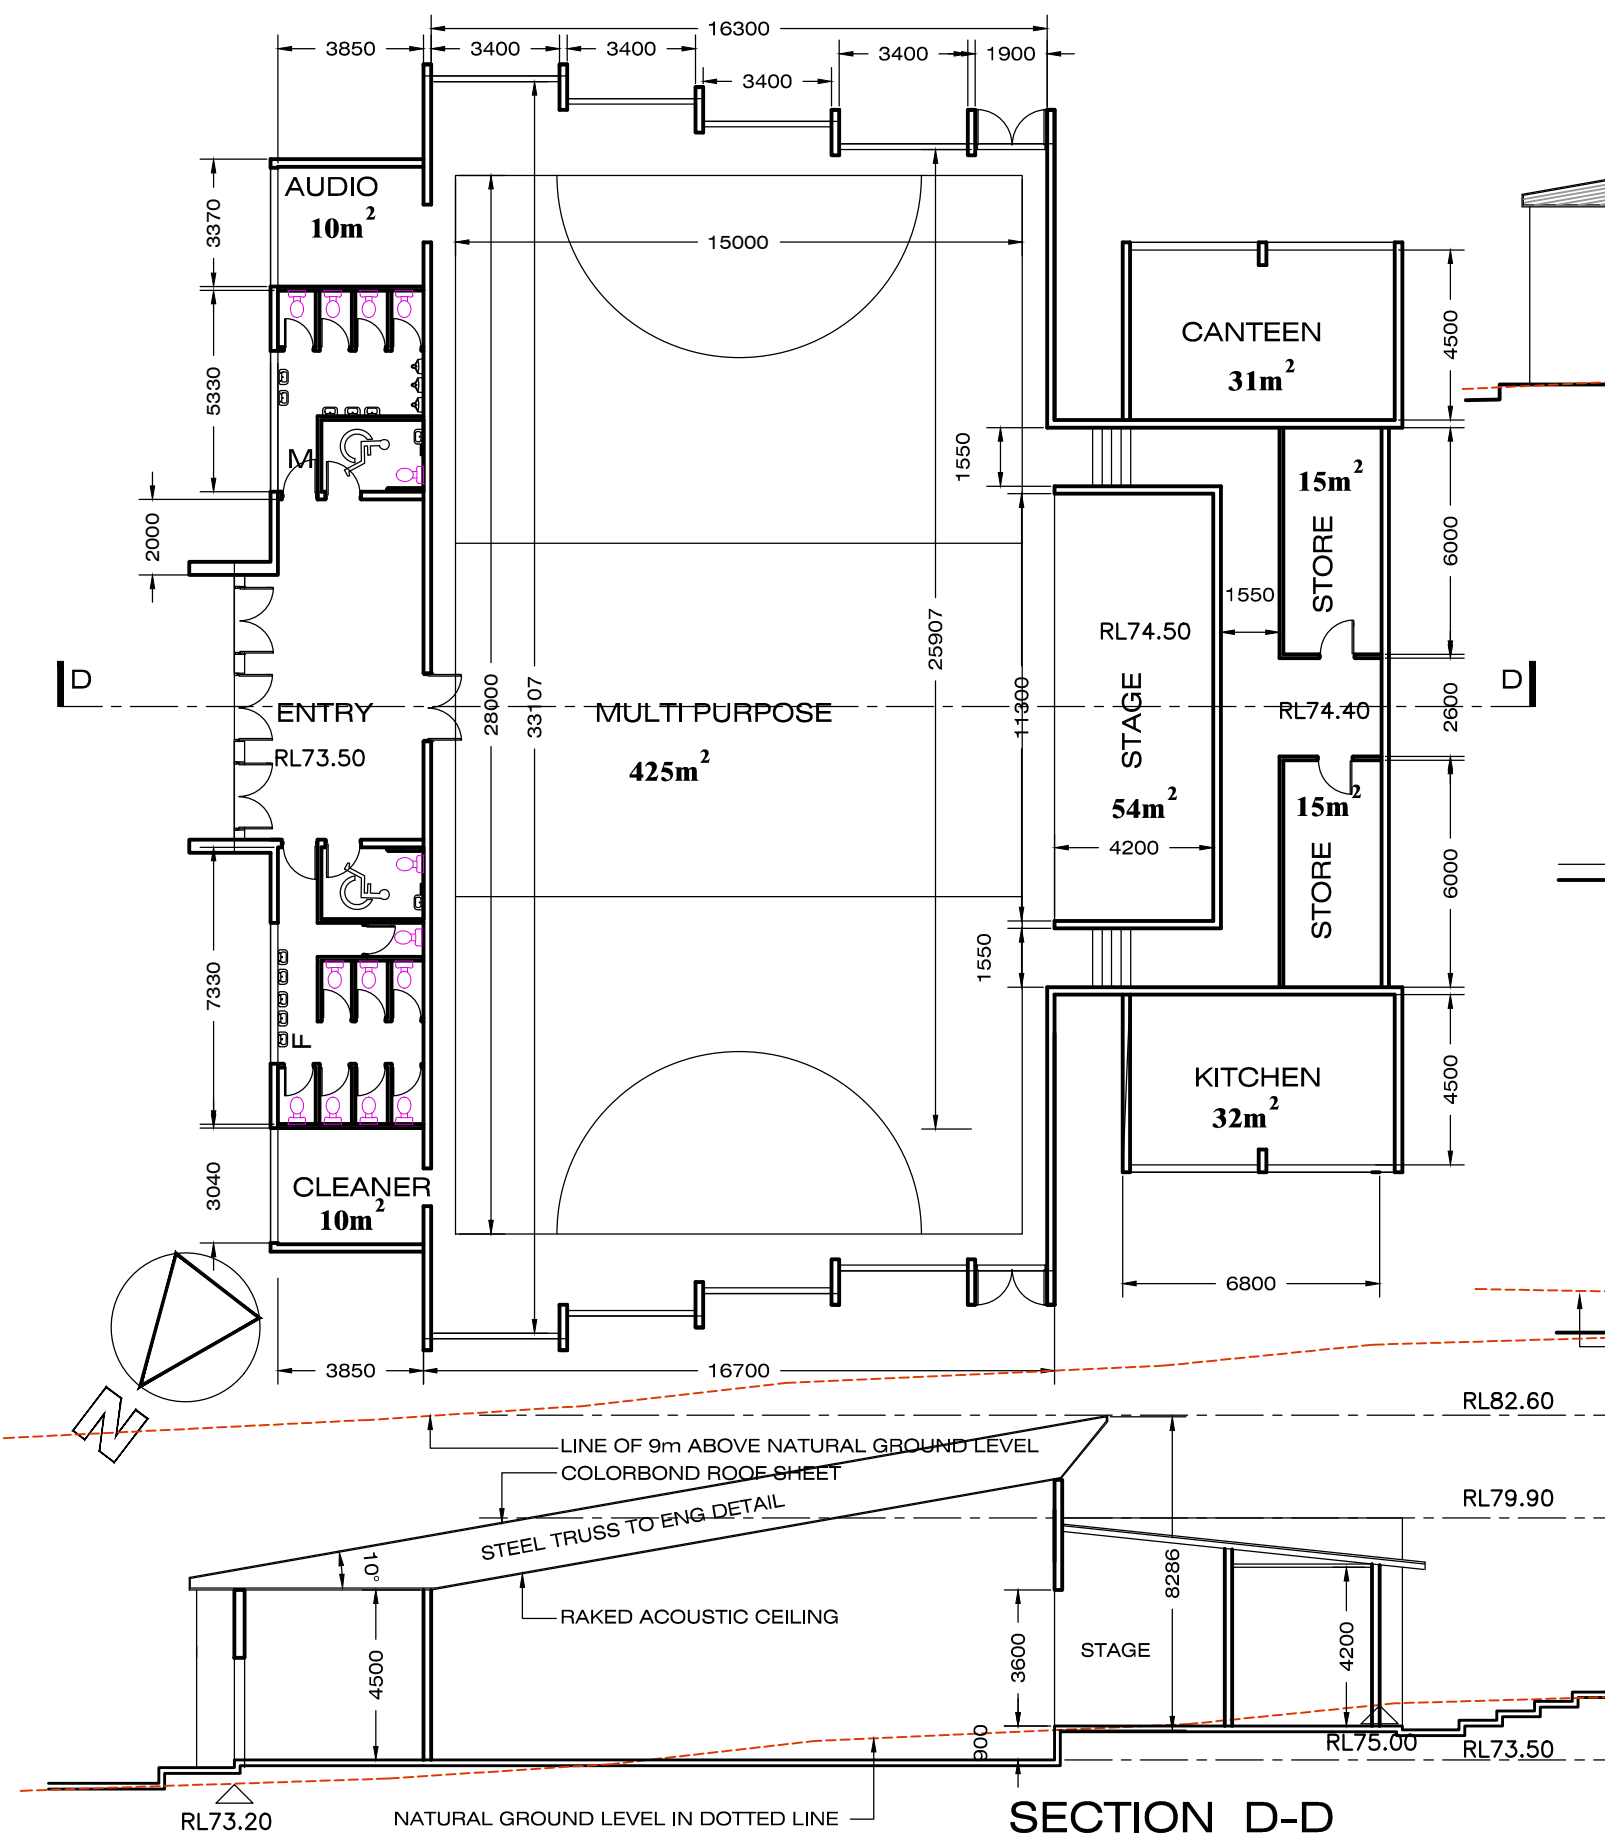 16300
3850
3400
3400
3400
1900
3400
AUDIO
10m²
3370
15000
CANTEEN
31m²
4500
5330
M
1550
15m²
STORE
6000
2000
1550
RL74.50
25907
D
D
28000
33107
11300
STAGE
ENTRY
RL73.50
MULTI PURPOSE
425m²
RL74.40
2600
54m²
15m²
4200
STORE
6000
1550
7330
F
KITCHEN
32m²
4500
3040
CLEANER
10m²
6800
3850
16700
N
RL82.60
LINE OF 9m ABOVE NATURAL GROUND LEVEL
COLORBOND ROOF SHEET
RL79.90
STEEL TRUSS TO ENG DETAIL
10°
8286
RAKED ACOUSTIC CEILING
4500
3600
STAGE
4200
900
RL75.00
RL73.50
RL73.20
NATURAL GROUND LEVEL IN DOTTED LINE
SECTION D-D